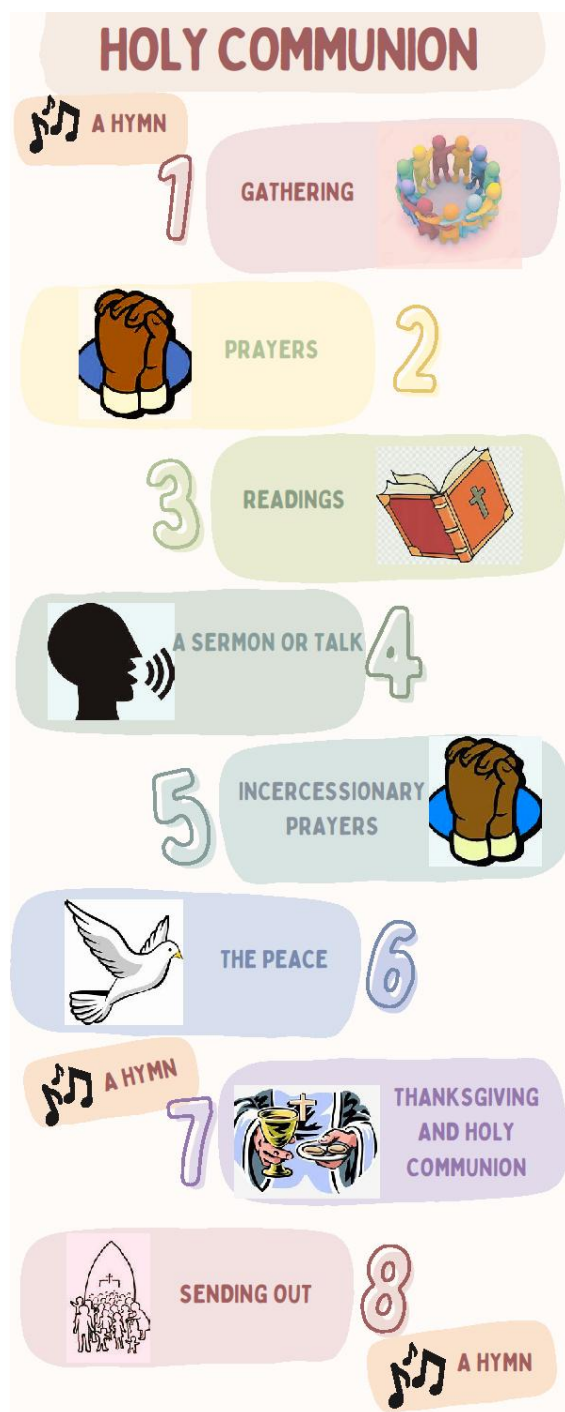 HOLY COMMUNION
A HYMN
1
GATHERING
PRAYERS
2
3
READINGS
A SERMON OR TALK
4
5
INCERCESSIONARY
PRAYERS
THE PEACE
6
A HYMN
7
THANKSGIVING
AND HOLY
COMMUNION
SENDING OUT
8
A HYMN